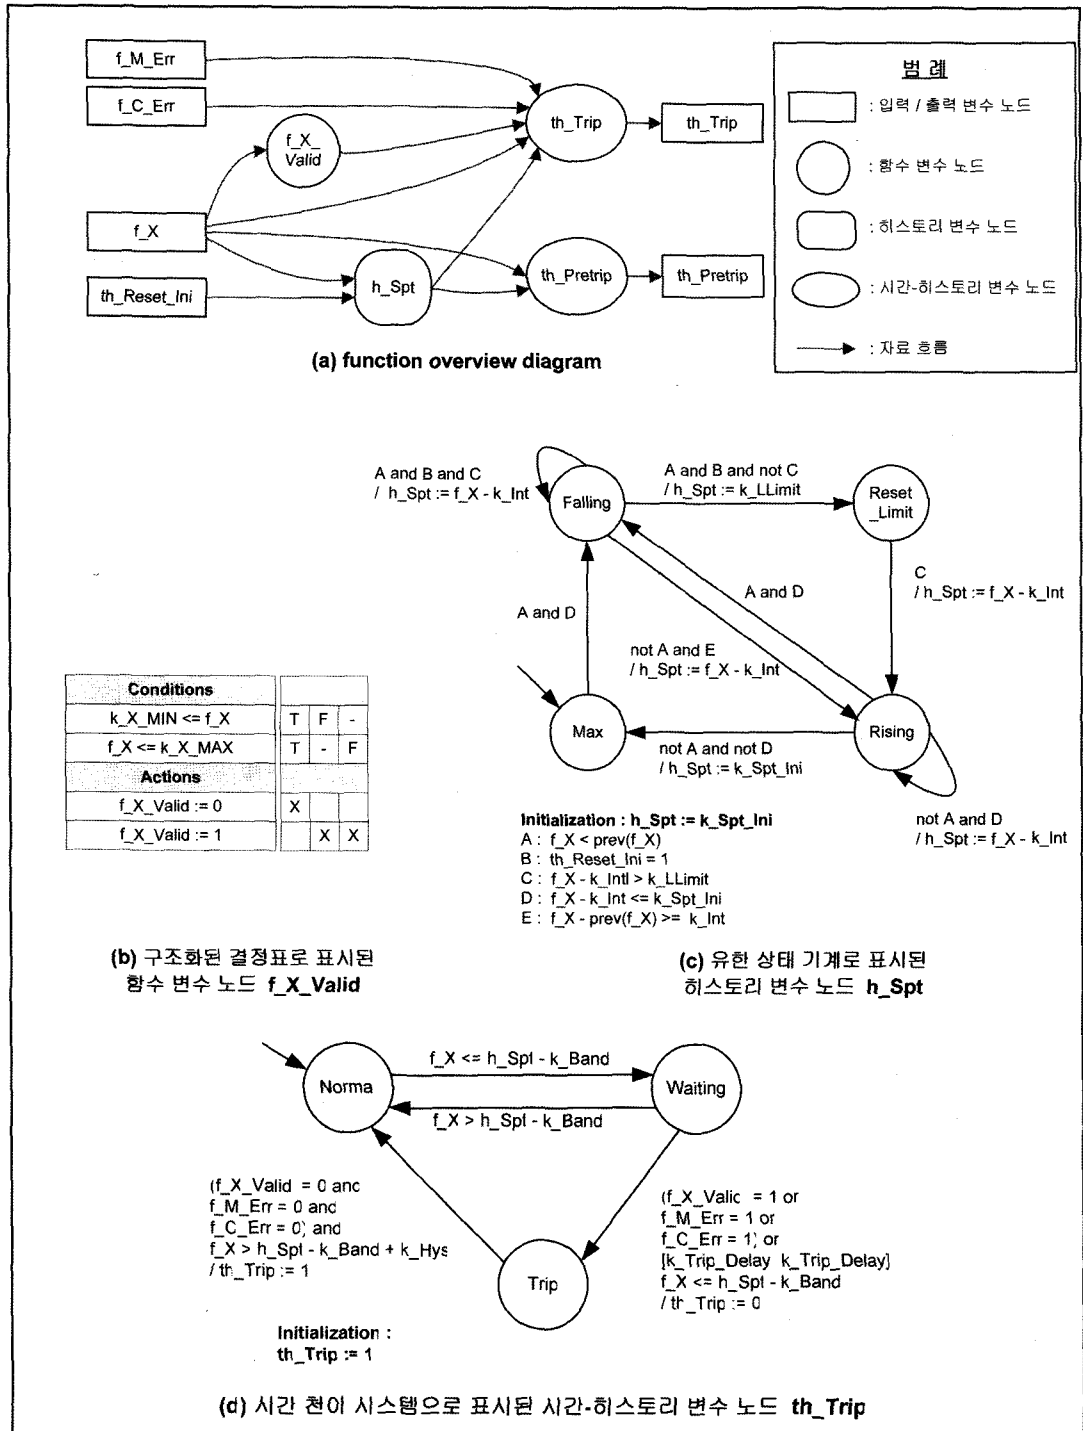 f_M_Err
f_C_Err
f_X_
Valid
f_X
th_Reset_Ini
h_Spt
th_Trip
th_Trip
th_Pretrip
th_Pretrip
(a) function overview diagram
범 례
: 입력 / 출력 변수 노드
: 함수 변수 노드
: 히스토리 변수 노드
: 시간-히스토리 변수 노드
: 자료 흐름
A and B and C
/ h_Spt := f_X - k_Int
Falling
A and B and not C
/ h_Spt := k_LLimit
Reset
_Limit
C
/ h_Spt := f_X - k_Int
A and D
A and D
not A and E
/ h_Spt := f_X - k_Int
Max
not A and not D
/ h_Spt := k_Spt_Ini
Rising
not A and D
/ h_Spt := f_X - k_Int
Initialization : h_Spt := k_Spt_Ini
A : f_X < prev(f_X)
B : th_Reset_Ini = 1
C : f_X - k_Intl > k_LLimit
D : f_X - k_Int <= k_Spt_Ini
E : f_X - prev(f_X) >= k_Int
Conditions
k_X_MIN <= f_X T F -
f_X <= k_X_MAX T - F
Actions
f_X_Valid := 0 X
f_X_Valid := 1 X X
(b) 구조화된 결정표로 표시된
함수 변수 노드 f_X_Valid
(c) 유한 상태 기계로 표시된
히스토리 변수 노드 h_Spt
Norma
f_X <= h_Spt - k_Band
f_X > h_Spt - k_Band
Waiting
(f_X_Valid = 0 and
f_M_Err = 0 and
f_C_Err = 0) and
f_X > h_Spt - k_Band + k_Hys
/ th_Trip := 1
(f_X_Valic = 1 or
f_M_Err = 1 or
f_C_Err = 1) or
[k_Trip_Delay k_Trip_Delay]
f_X <= h_Spt - k_Band
/ th_Trip := 0
Trip
Initialization :
th_Trip := 1
(d) 시간 천이 시스템으로 표시된 시간-히스토리 변수 노드 th_Trip